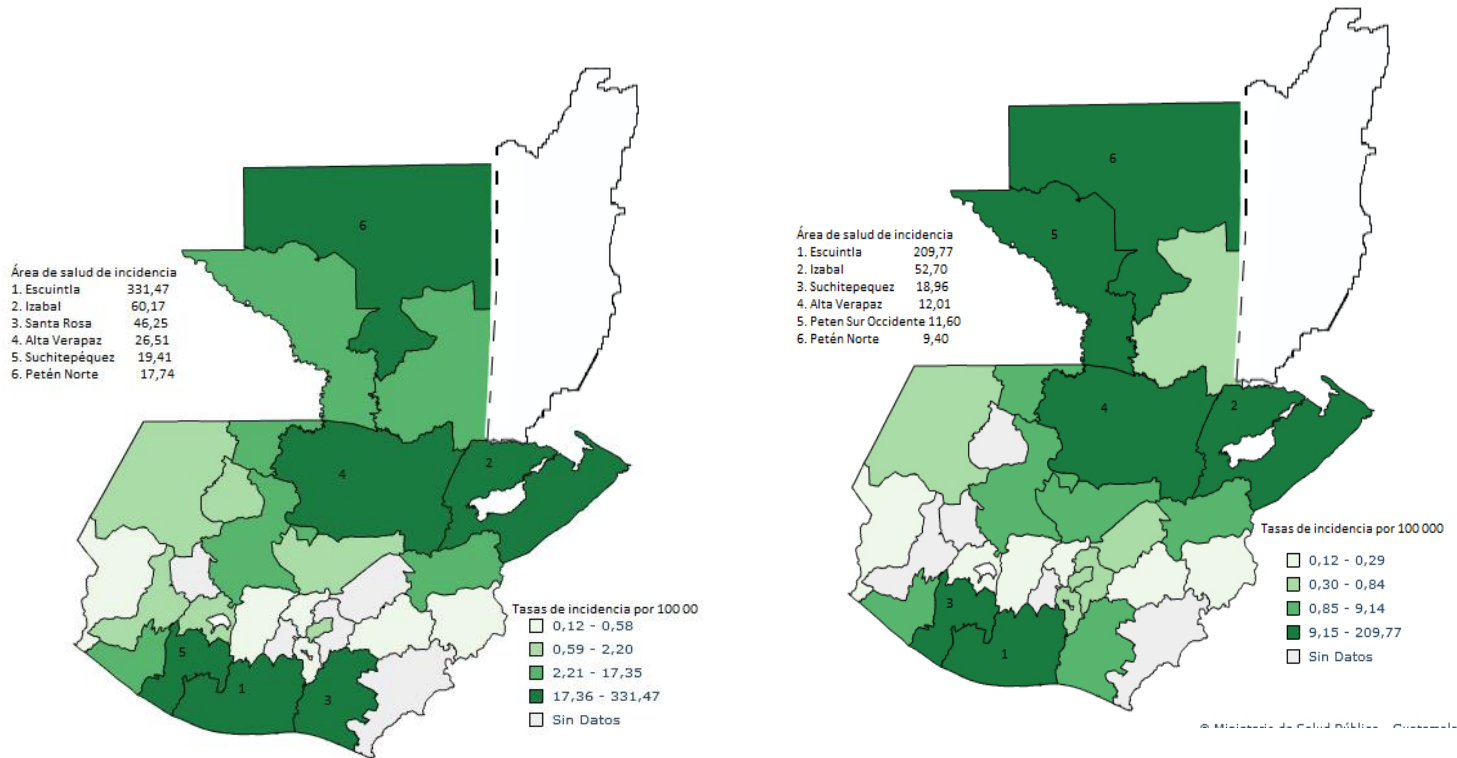 6
Área de salud de incidencia
1. Escuintla 331,47
2. Izabal 60,17
3. Santa Rosa 46,25
4. Alta Verapaz 26,51
5. Suchitepéquez 19,41
6. Petén Norte 17,74
4
2
5
1
3
Tasas de incidencia por 100 00
0,12 - 0,58
0,59 - 2,20
2,21 - 17,35
17,36 - 331,47
Sin Datos
6
5
Área de salud de incidencia
1. Escuintla 209,77
2. Izabal 52,70
3. Suchitepequez 18,96
4. Alta Verapaz 12,01
5. Peten Sur Occidente 11,60
6. Petén Norte 9,40
4
2
3
1
Tasas de incidencia por 100 000
0,12 - 0,29
0,30 - 0,84
0,85 - 9,14
9,15 - 209,77
Sin Datos
© Ministerio de Salud Pública - Guatemala